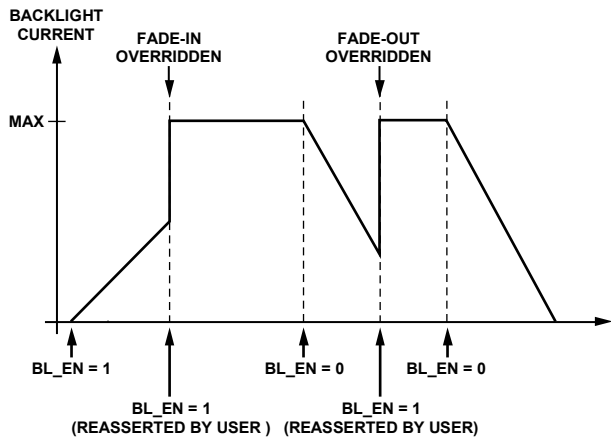 BACKLIGHT
CURRENT
FADE-IN
OVERRIDDEN
FADE-OUT
OVERRIDDEN
MAX
BL_EN = 1
BL_EN = 0
BL_EN = 0
BL_EN = 1
(REASSERTED BY USER )
BL_EN = 1
(REASSERTED BY USER)